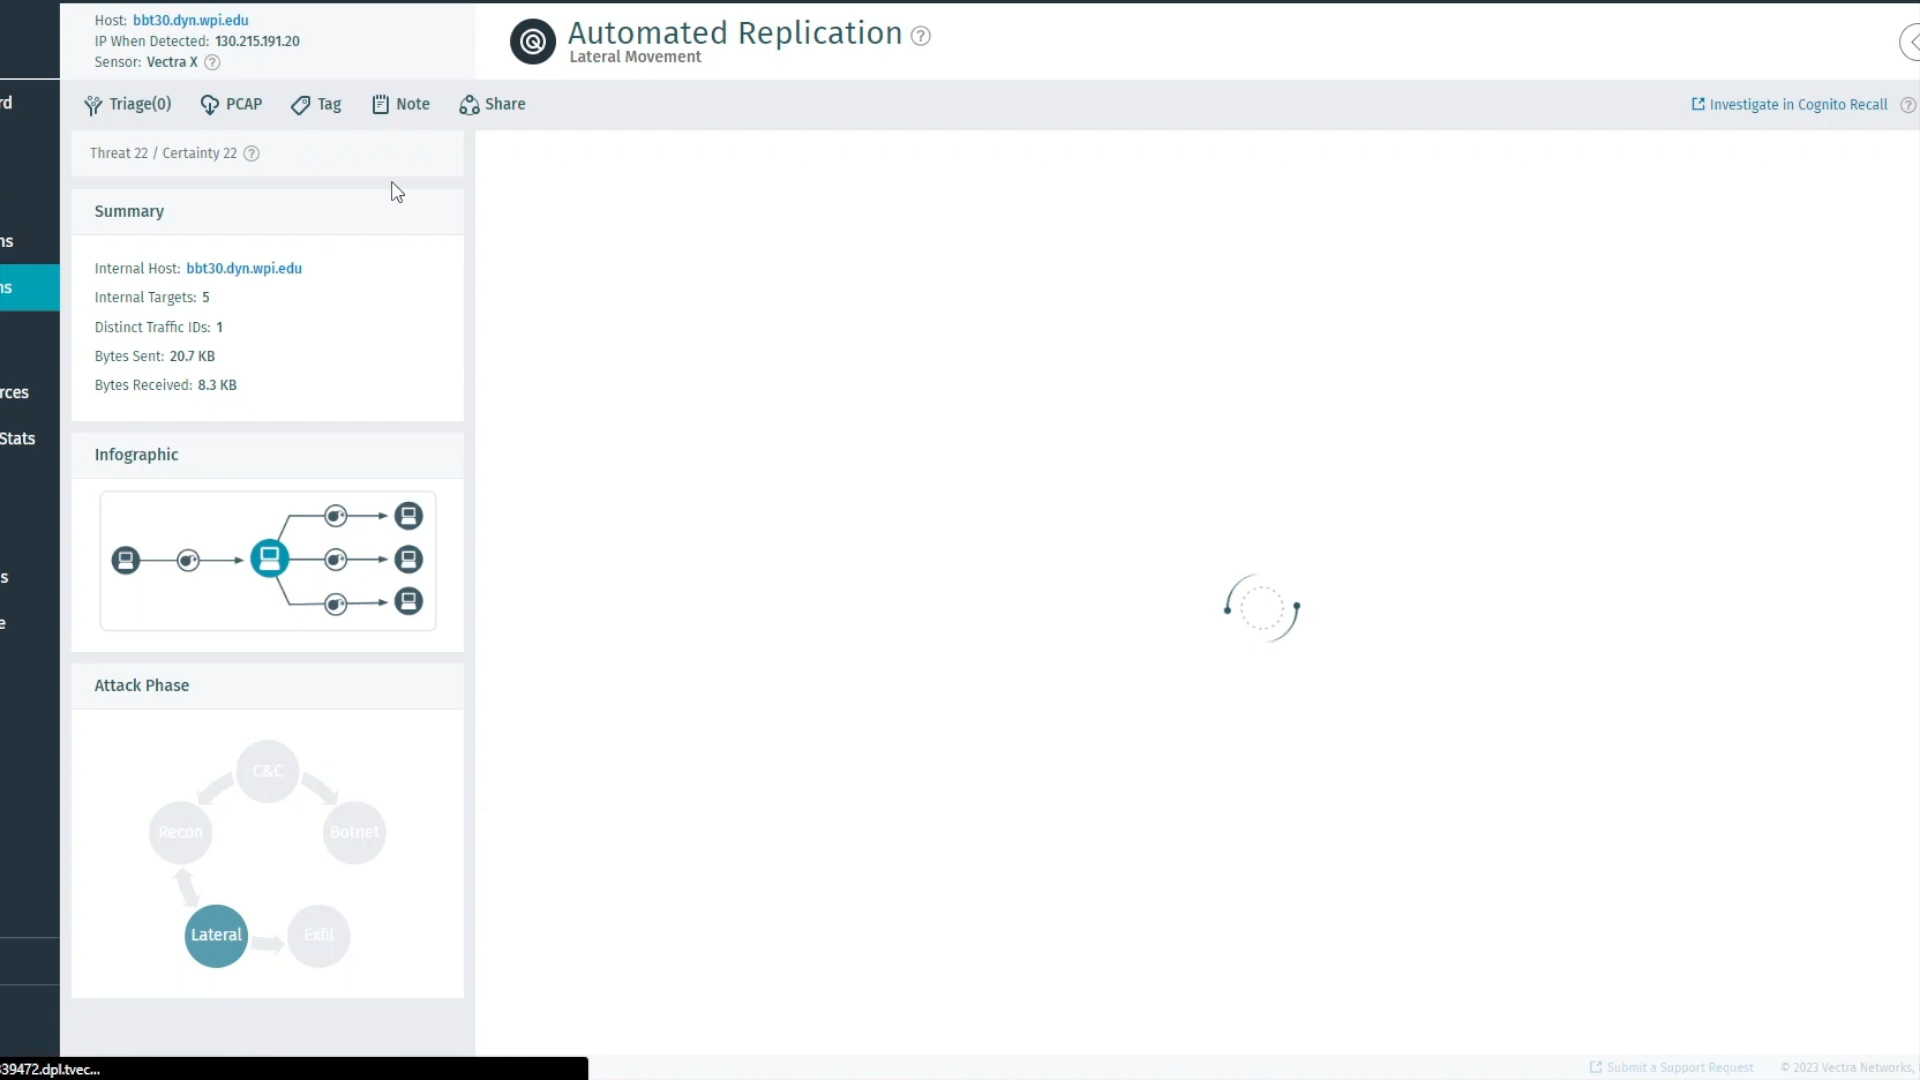 Host: bbt30.dyn.wpi.edu
IP When Detected: 130.215.191.20
Sensor: Vectra X ?
Automated Replication ?
Lateral Movement
Triage(0) PCAP Tag Note Share
Investigate in Cognito Recall ?
Threat 22 / Certainty 22 ?
Summary
Internal Host: bbt30.dyn.wpi.edu
Internal Targets: 5
Distinct Traffic IDs: 1
Bytes Sent: 20.7 KB
Bytes Received: 8.3 KB
Infographic
Attack Phase
C&C
Recon
Botnet
Lateral
Exfil
rd
ns
ns
rces
Stats
s
e
39472.dpl.tvec...
Submit a Support Request © 2023 Vectra Networks,